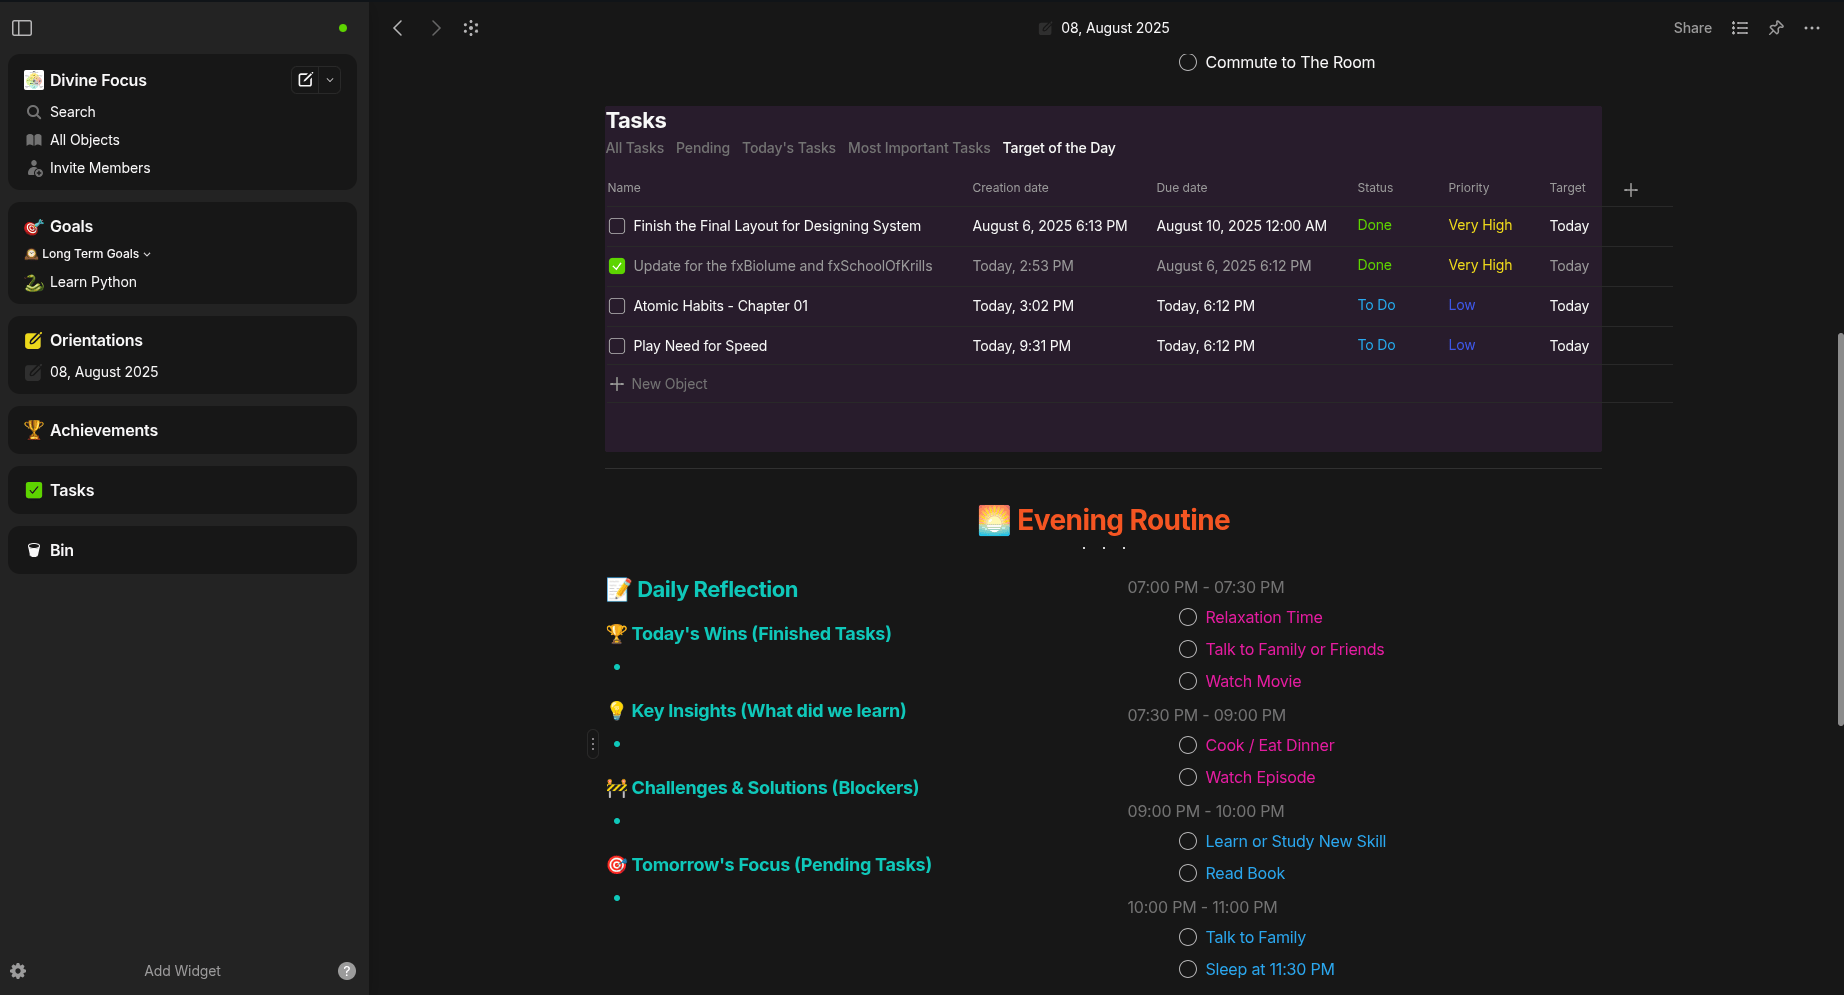 Divine Focus
Search
All Objects
Invite Members
Goals
Long Term Goals
Learn Python
Orientations
08, August 2025
Achievements
Tasks
Bin
Add Widget
?
08, August 2025
Share
Commute to The Room
Tasks
All Tasks Pending Today's Tasks Most Important Tasks Target of the Day
Name Creation date Due date Status Priority Target
Finish the Final Layout for Designing System August 6, 2025 6:13 PM August 10, 2025 12:00 AM Done Very High Today
Update for the fxBiolume and fxSchoolOfKrills Today, 2:53 PM August 6, 2025 6:12 PM Done Very High Today
Atomic Habits - Chapter 01 Today, 3:02 PM Today, 6:12 PM To Do Low Today
Play Need for Speed Today, 9:31 PM Today, 6:12 PM To Do Low Today
New Object
Evening Routine
. . .
Daily Reflection
Today's Wins (Finished Tasks)
Key Insights (What did we learn)
Challenges & Solutions (Blockers)
Tomorrow's Focus (Pending Tasks)
07:00 PM - 07:30 PM
Relaxation Time
Talk to Family or Friends
Watch Movie
07:30 PM - 09:00 PM
Cook / Eat Dinner
Watch Episode
09:00 PM - 10:00 PM
Learn or Study New Skill
Read Book
10:00 PM - 11:00 PM
Talk to Family
Sleep at 11:30 PM